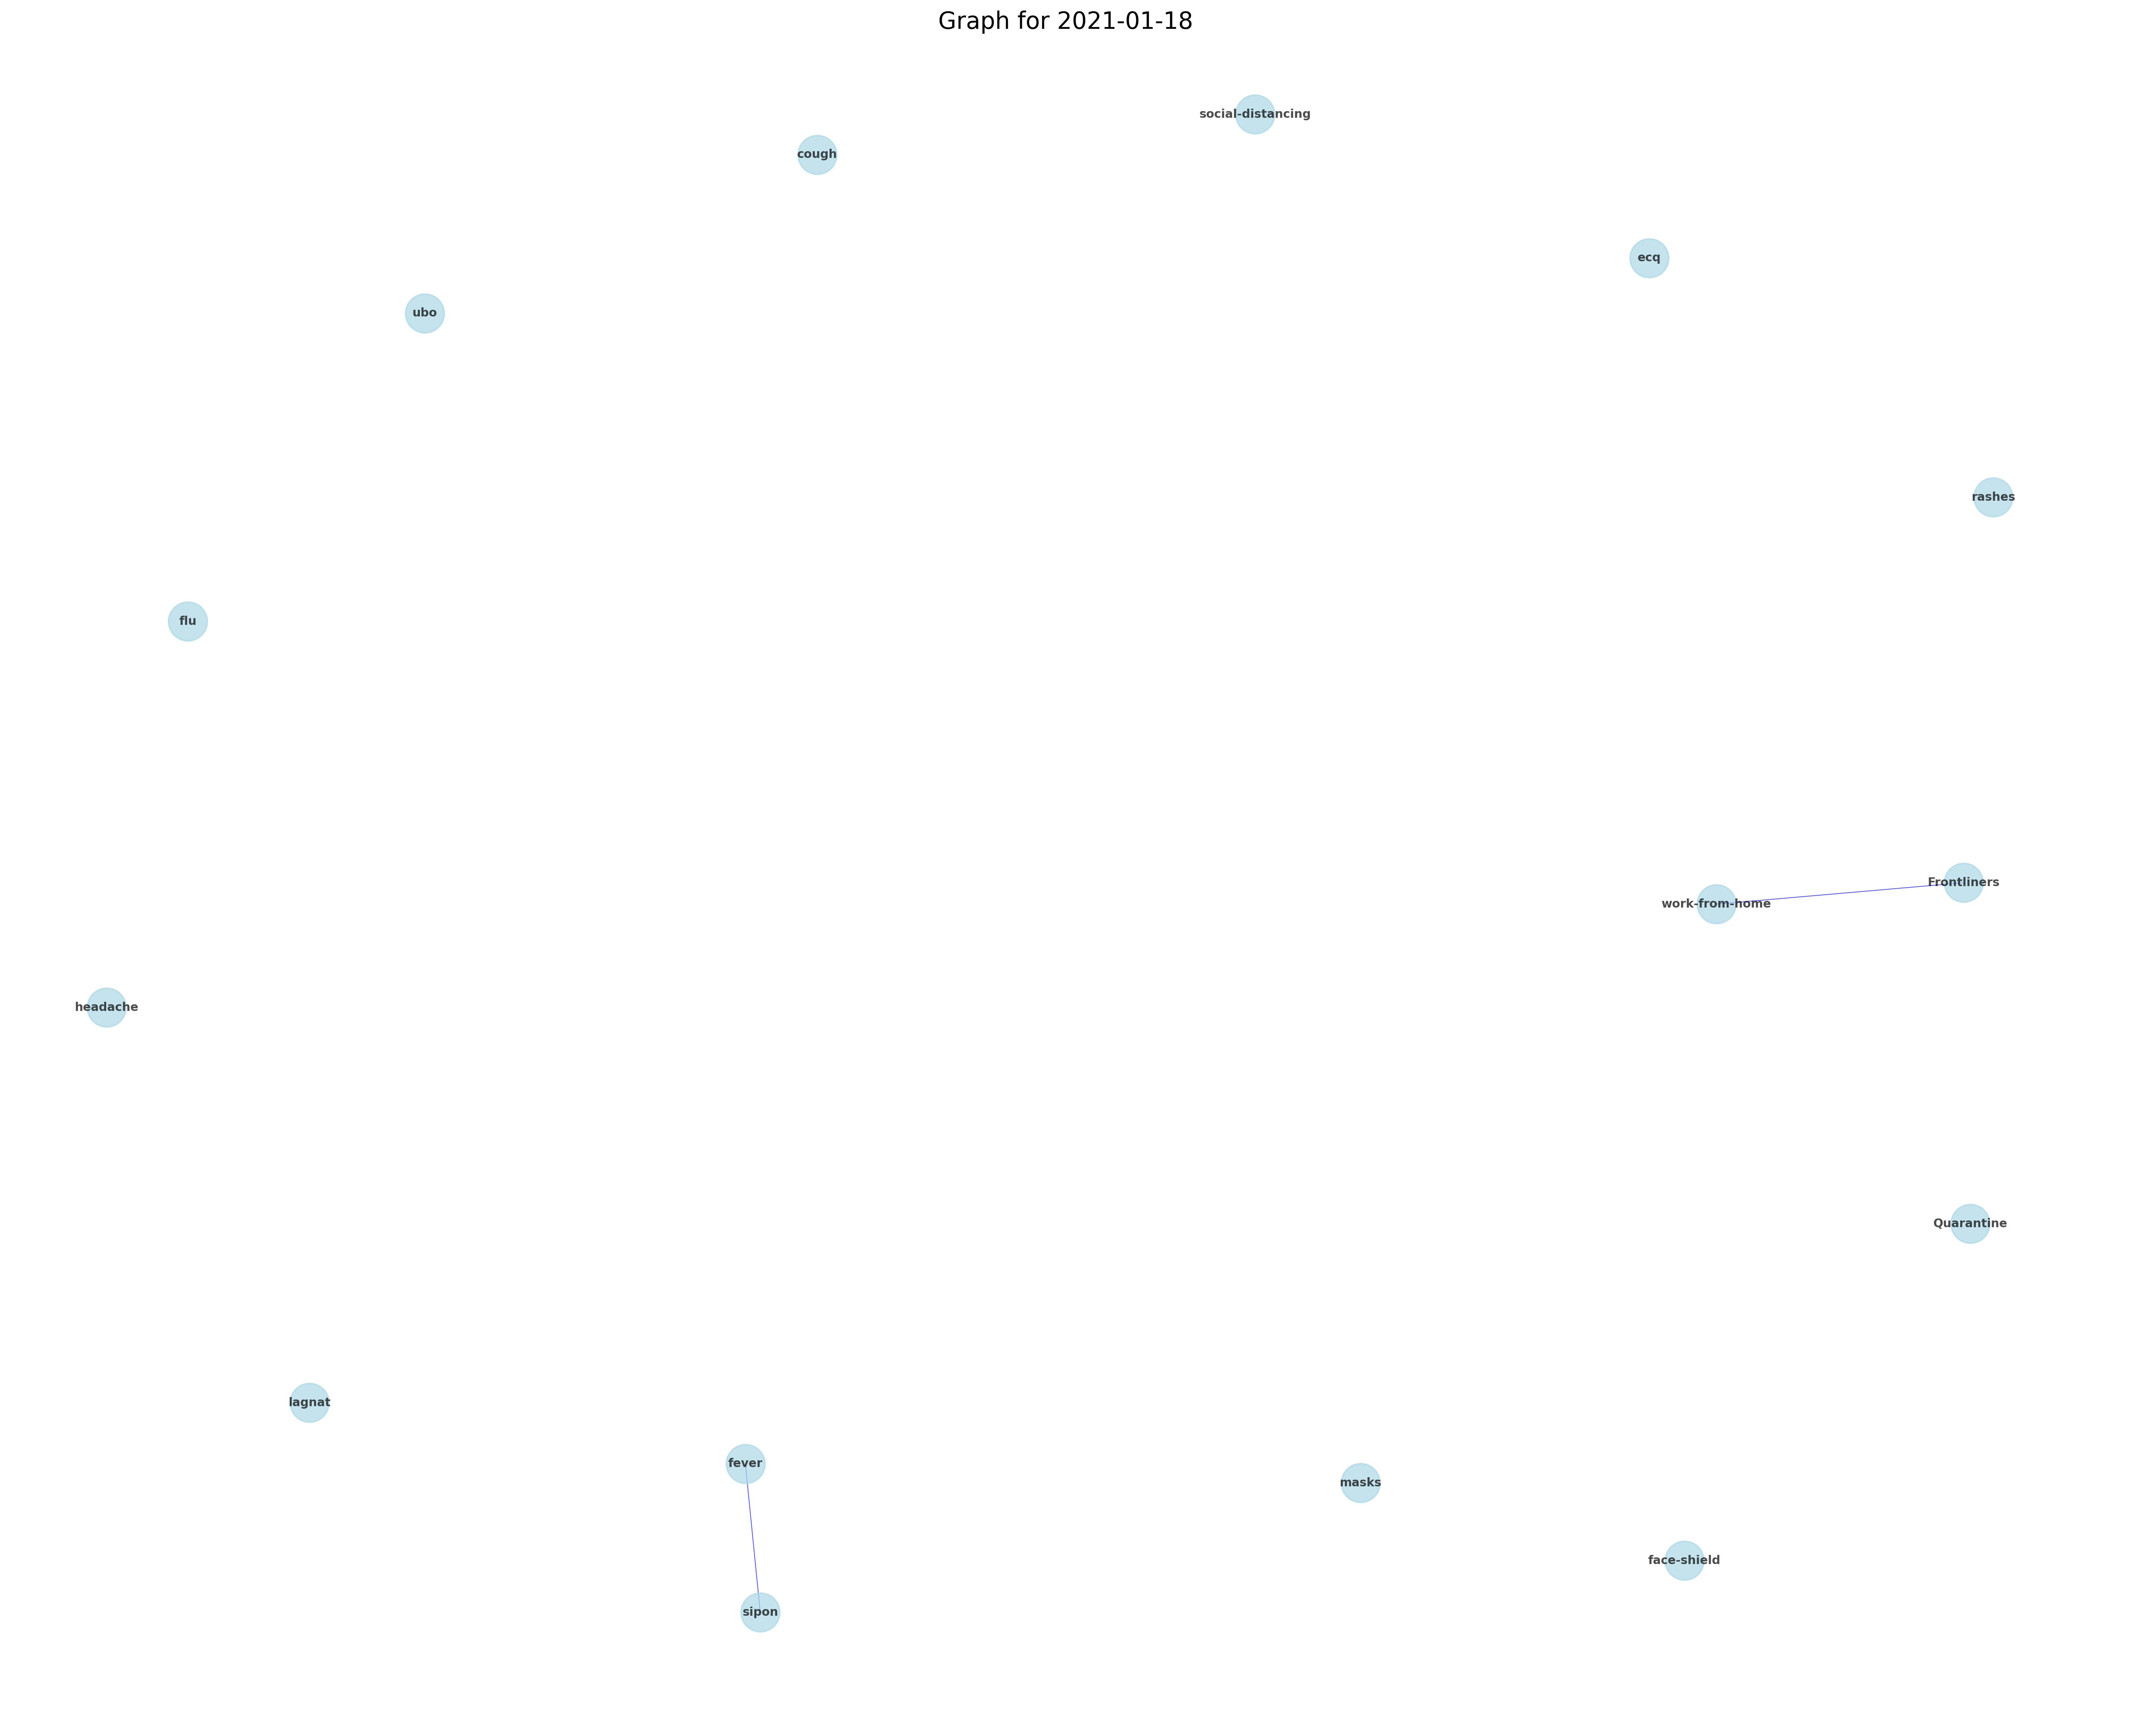 Graph for 2021-01-18
social-distancing
cough
ecq
ubo
rashes
flu
Frontliners
work-from-home
headache
Quarantine
lagnat
fever
masks
face-shield
sipon